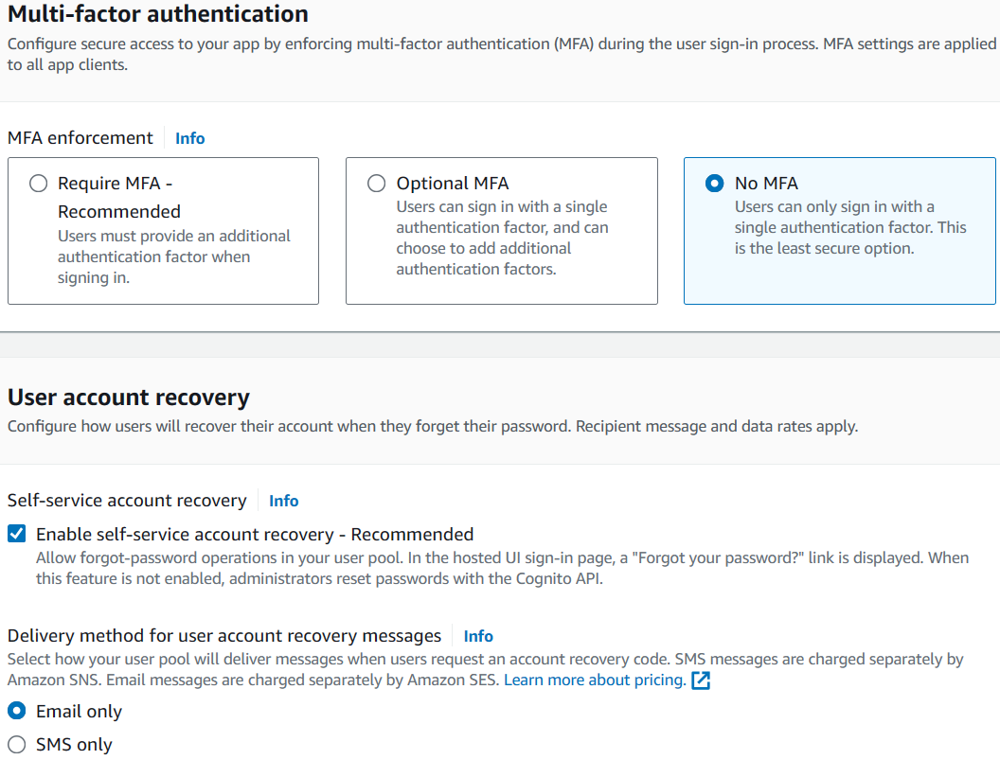 Multi-factor authentication
Configure secure access to your app by enforcing multi-factor authentication (MFA) during the user sign-in process. MFA settings are applied
to all app clients.
MFA enforcement Info
Require MFA -
Recommended
Users must provide an additional
authentication factor when
signing in.
Optional MFA
Users can sign in with a single
authentication factor, and can
choose to add additional
authentication factors.
No MFA
Users can only sign in with a
single authentication factor. This
is the least secure option.
User account recovery
Configure how users will recover their account when they forget their password. Recipient message and data rates apply.
Self-service account recovery Info
Enable self-service account recovery - Recommended
Allow forgot-password operations in your user pool. In the hosted UI sign-in page, a "Forgot your password?" link is displayed. When
this feature is not enabled, administrators reset passwords with the Cognito API.
Delivery method for user account recovery messages Info
Select how your user pool will deliver messages when users request an account recovery code. SMS messages are charged separately by
Amazon SNS. Email messages are charged separately by Amazon SES. Learn more about pricing.
Email only
SMS only